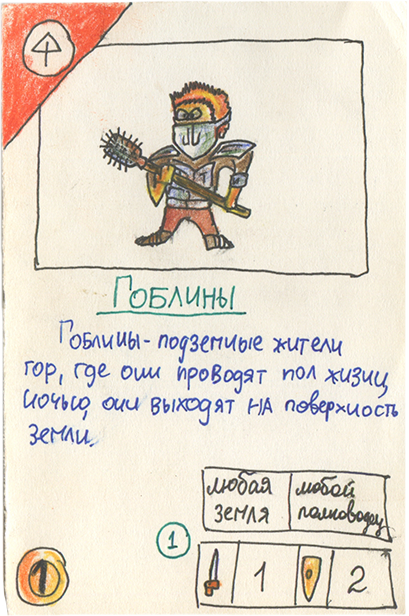 ГОБЛИНЫ
Гоблины - подземные жители
гор, где они проводят пол жизни,
ночью, они выходят на поверхность
земли.
любая земля
любой полководец
1
1
2
1